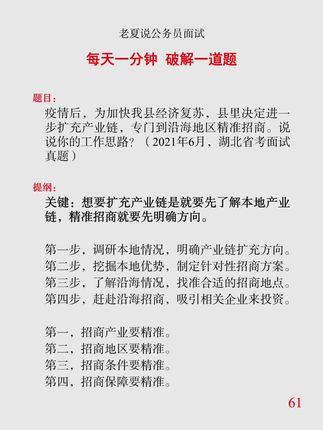 老夏说公务员面试
每天一分钟 破解一道题
题目：
疫情后，为加快我县经济复苏，县里决定进一
步扩充产业链，专门到沿海地区精准招商。说
说你的工作思路？（2021年6月，湖北省考面试
真题）
提纲：
关键：想要扩充产业链是就要先了解本地产业
链，精准招商就要先明确方向。
第一步，调研本地情况，明确产业链扩充方向。
第二步，挖掘本地优势，制定针对性招商方案。
第三步，了解沿海情况，找准合适的招商地点。
第四步，赶赴沿海招商，吸引相关企业来投资。
第一，招商产业要精准。
第二，招商地区要精准。
第三，招商条件要精准。
第四，招商保障要精准。
61